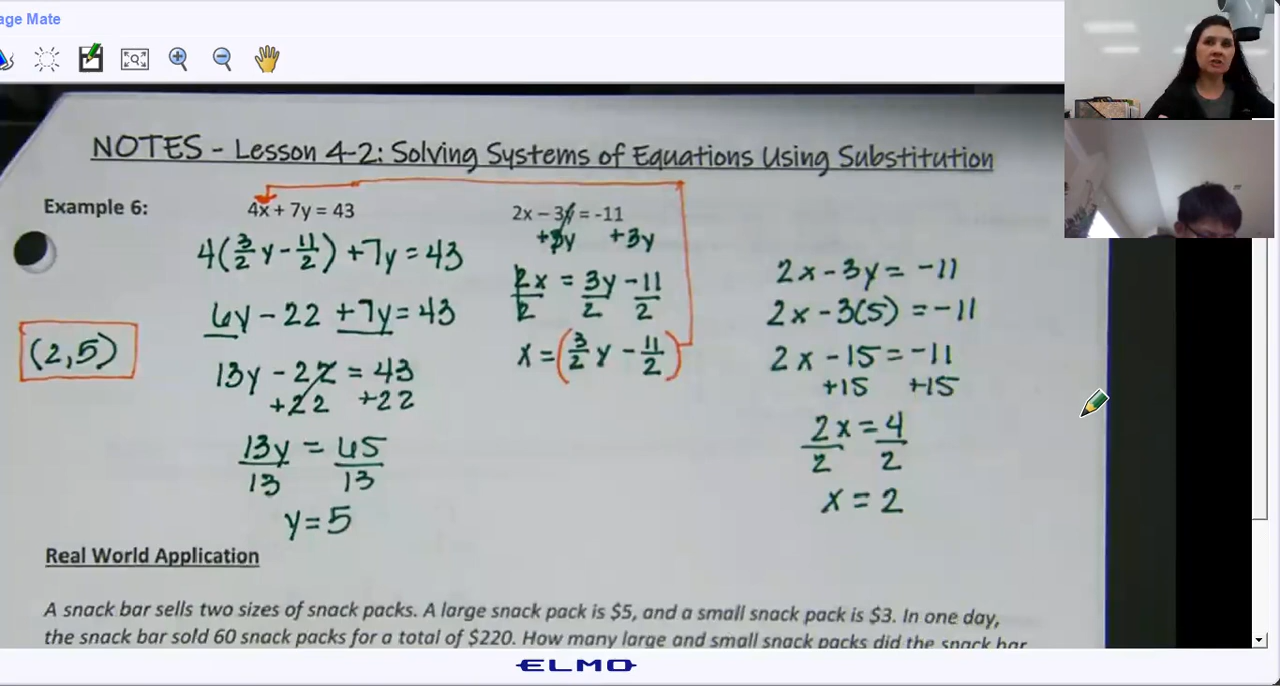 age Mate
NOTES - Lesson 4-2: Solving Systems of Equations Using Substitution
Example 6:
4x + 7y = 43
4(3/2 y - 11/2) + 7y = 43
6y - 22 + 7y = 43
13y - 22 = 43
+22 +22
13y = 65
13 13
y = 5
(2,5)
2x – 3y = -11
+3y +3y
2x = 3y - 11
2 2 2
x = (3/2 y - 11/2)
2x - 3y = -11
2x - 3(5) = -11
2x - 15 = -11
+15 +15
2x = 4
2 2
x = 2
Real World Application
A snack bar sells two sizes of snack packs. A large snack pack is $5, and a small snack pack is $3. In one day,
the snack bar sold 60 snack packs for a total of $220. How many large and small snack packs did the snack bar
ELMO